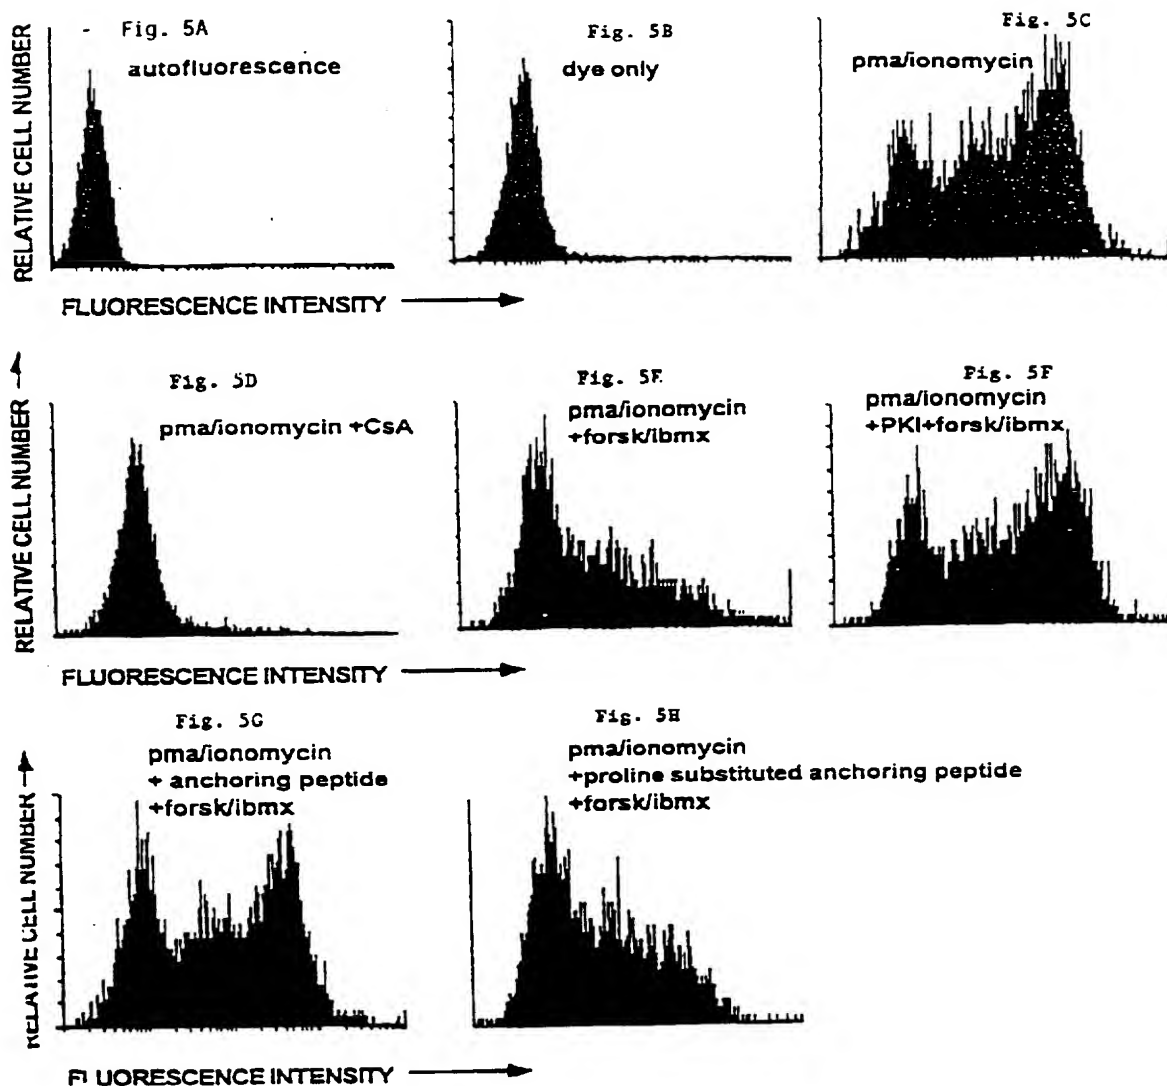 Fig. 5A
autofluorescence
Fig. 5B
dye only
Fig. 5C
pma/ionomycin
RELATIVE CELL NUMBER
FLUORESCENCE INTENSITY
Fig. 5D
pma/ionomycin +CsA
Fig. 5E
pma/ionomycin
+forsk/ibmx
Fig. 5F
pma/ionomycin
+PKI+forsk/ibmx
RELATIVE CELL NUMBER
FLUORESCENCE INTENSITY
Fig. 5G
pma/ionomycin
+ anchoring peptide
+forsk/ibmx
Fig. 5H
pma/ionomycin
+proline substituted anchoring peptide
+forsk/ibmx
RELATIVE CELL NUMBER
FLUORESCENCE INTENSITY